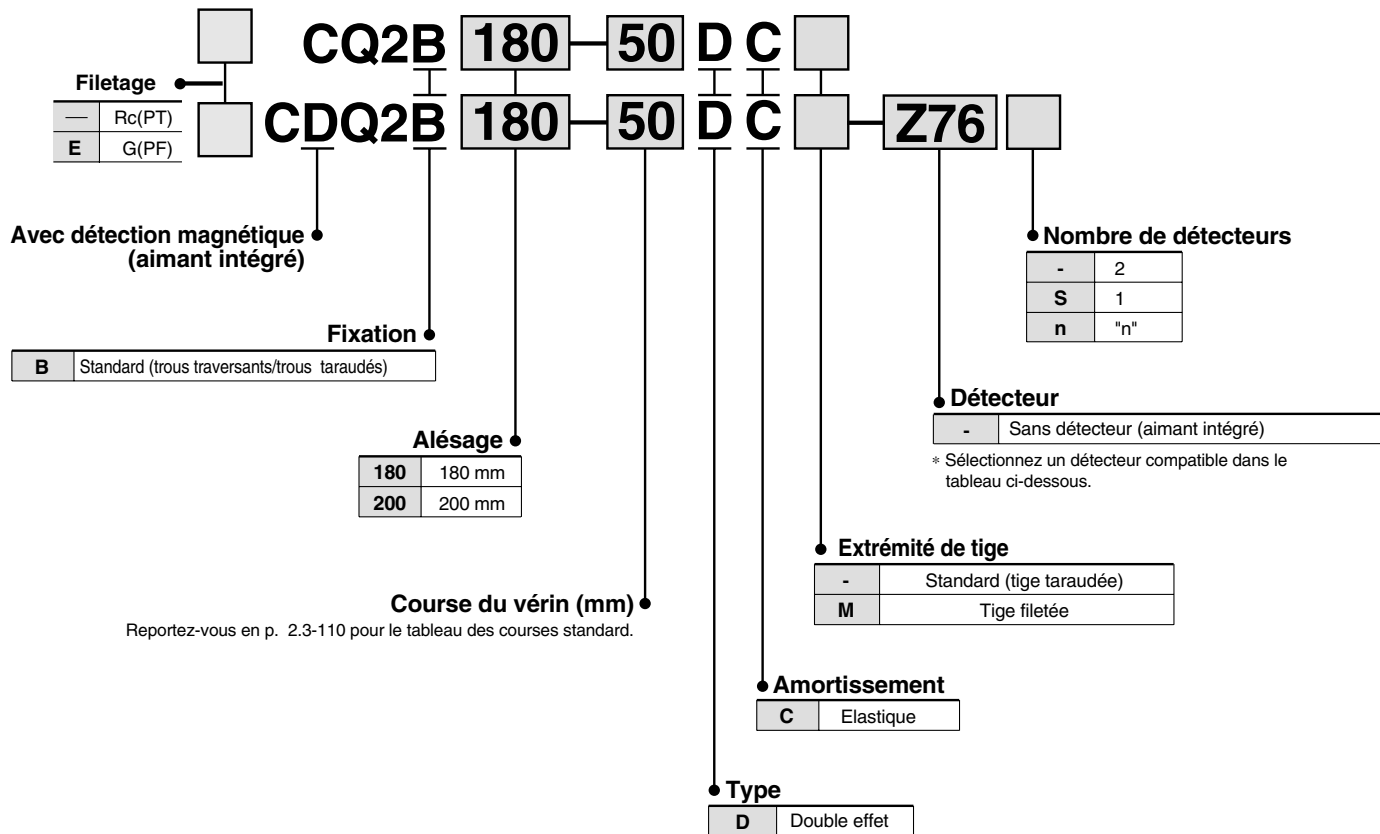 CQ2B 180 - 50 D C
Filetage
— Rc(PT)
E G(PF)
CDQ2B 180 - 50 D C - Z76
Avec détection magnétique
(aimant intégré)
Nombre de détecteurs
- 2
S 1
n "n"
Fixation
B Standard (trous traversants/trous taraudés)
Détecteur
- Sans détecteur (aimant intégré)
* Sélectionnez un détecteur compatible dans le
tableau ci-dessous.
Alésage
180 180 mm
200 200 mm
Extrémité de tige
- Standard (tige taraudée)
M Tige filetée
Course du vérin (mm)
Reportez-vous en p. 2.3-110 pour le tableau des courses standard.
Amortissement
C Elastique
Type
D Double effet